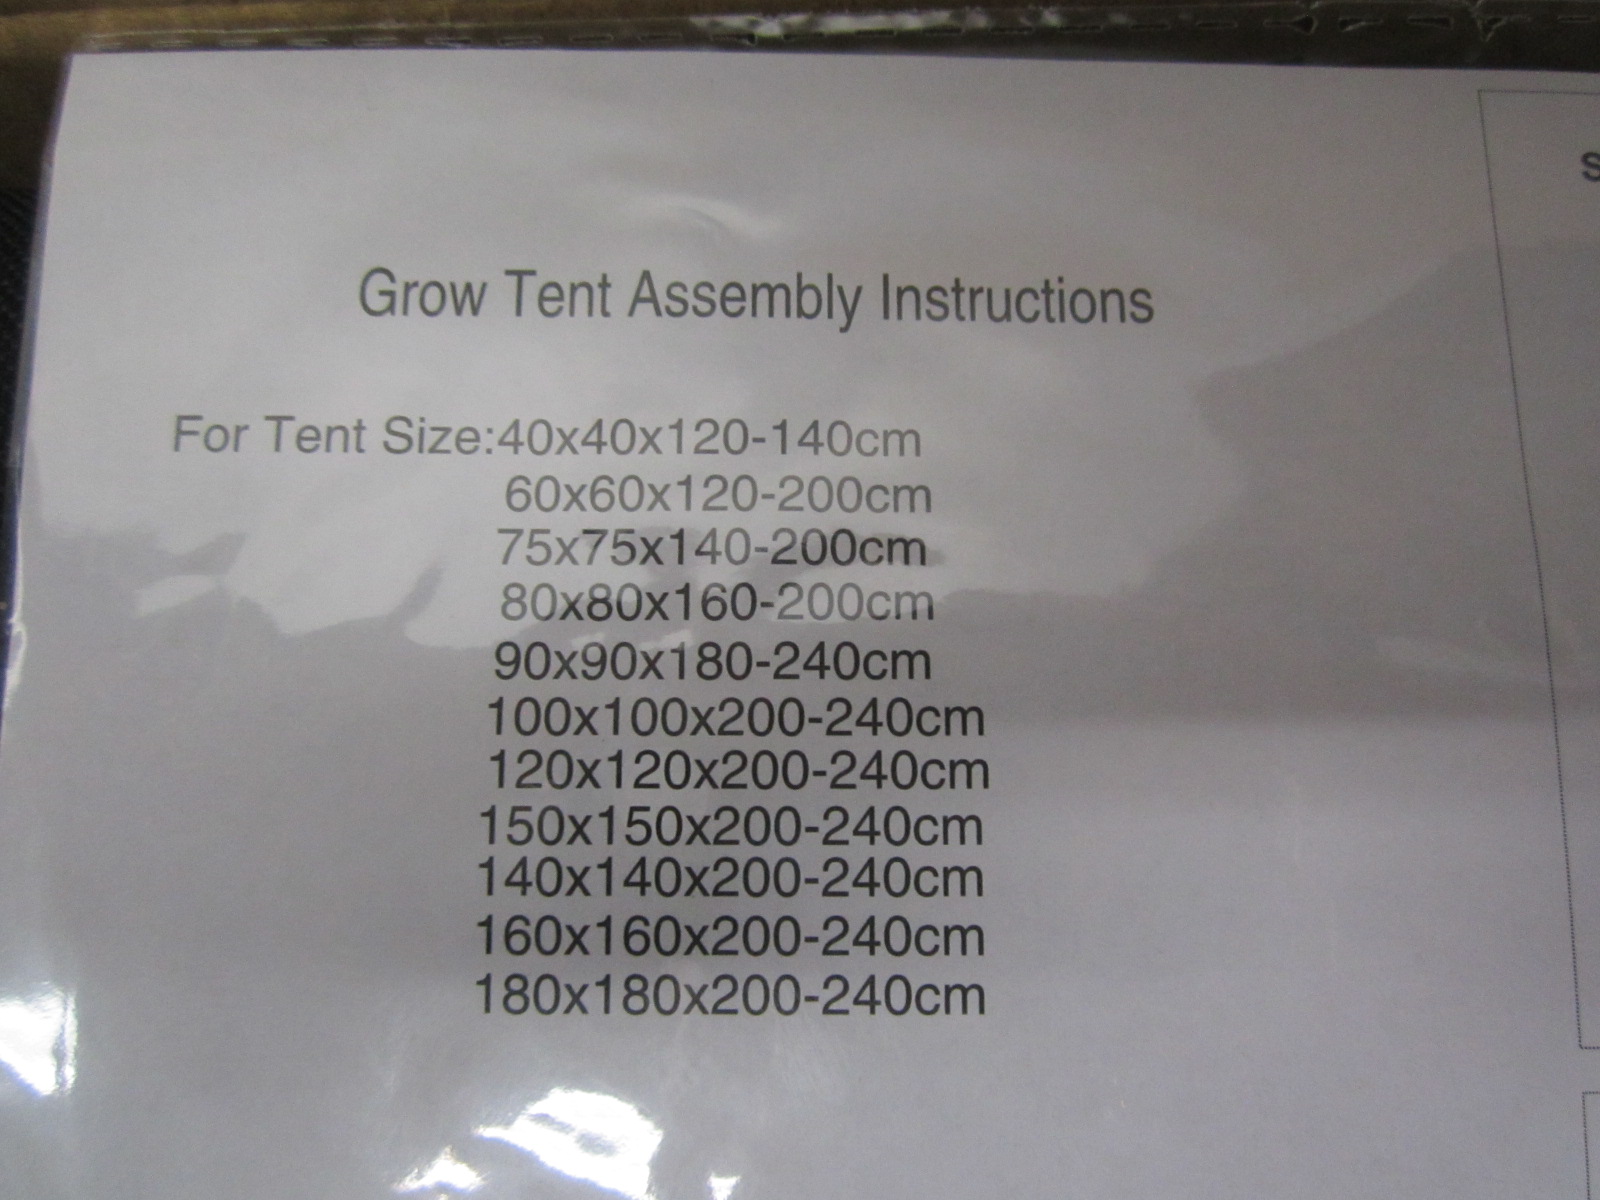 Grow Tent Assembly Instructions
For Tent Size:40x40x120-140cm
60x60x120-200cm
75x75x140-200cm
80x80x160-200cm
90x90x180-240cm
100x100x200-240cm
120x120x200-240cm
150x150x200-240cm
140x140x200-240cm
160x160x200-240cm
180x180x200-240cm